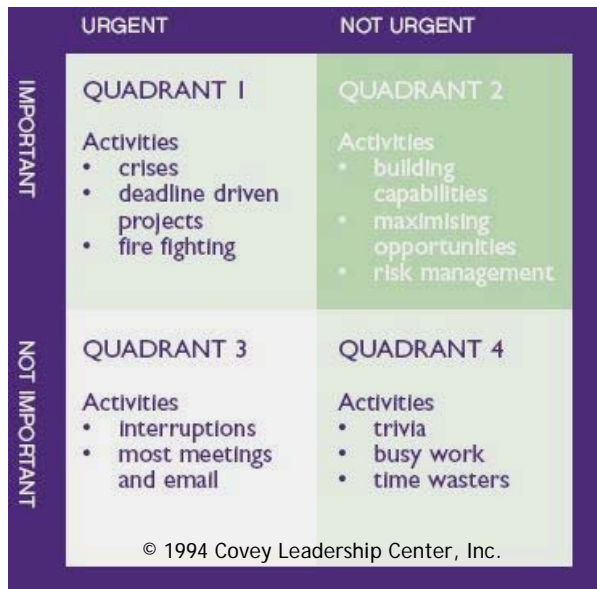 URGENT
NOT URGENT
IMPORTANT
QUADRANT 1
Activities
• crises
• deadline driven
projects
• fire fighting
QUADRANT 2
Activities
• building
capabilities
• maximising
opportunities
• risk management
NOT IMPORTANT
QUADRANT 3
Activities
• interruptions
• most meetings
and email
QUADRANT 4
Activities
• trivia
• busy work
• time wasters
© 1994 Covey Leadership Center, Inc.